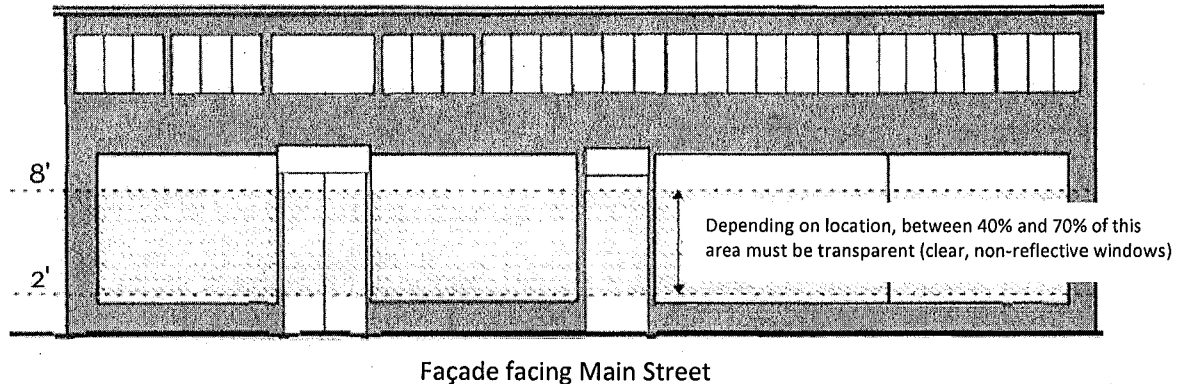 8'
Depending on location, between 40% and 70% of this
area must be transparent (clear, non-reflective windows)
2'
Façade facing Main Street